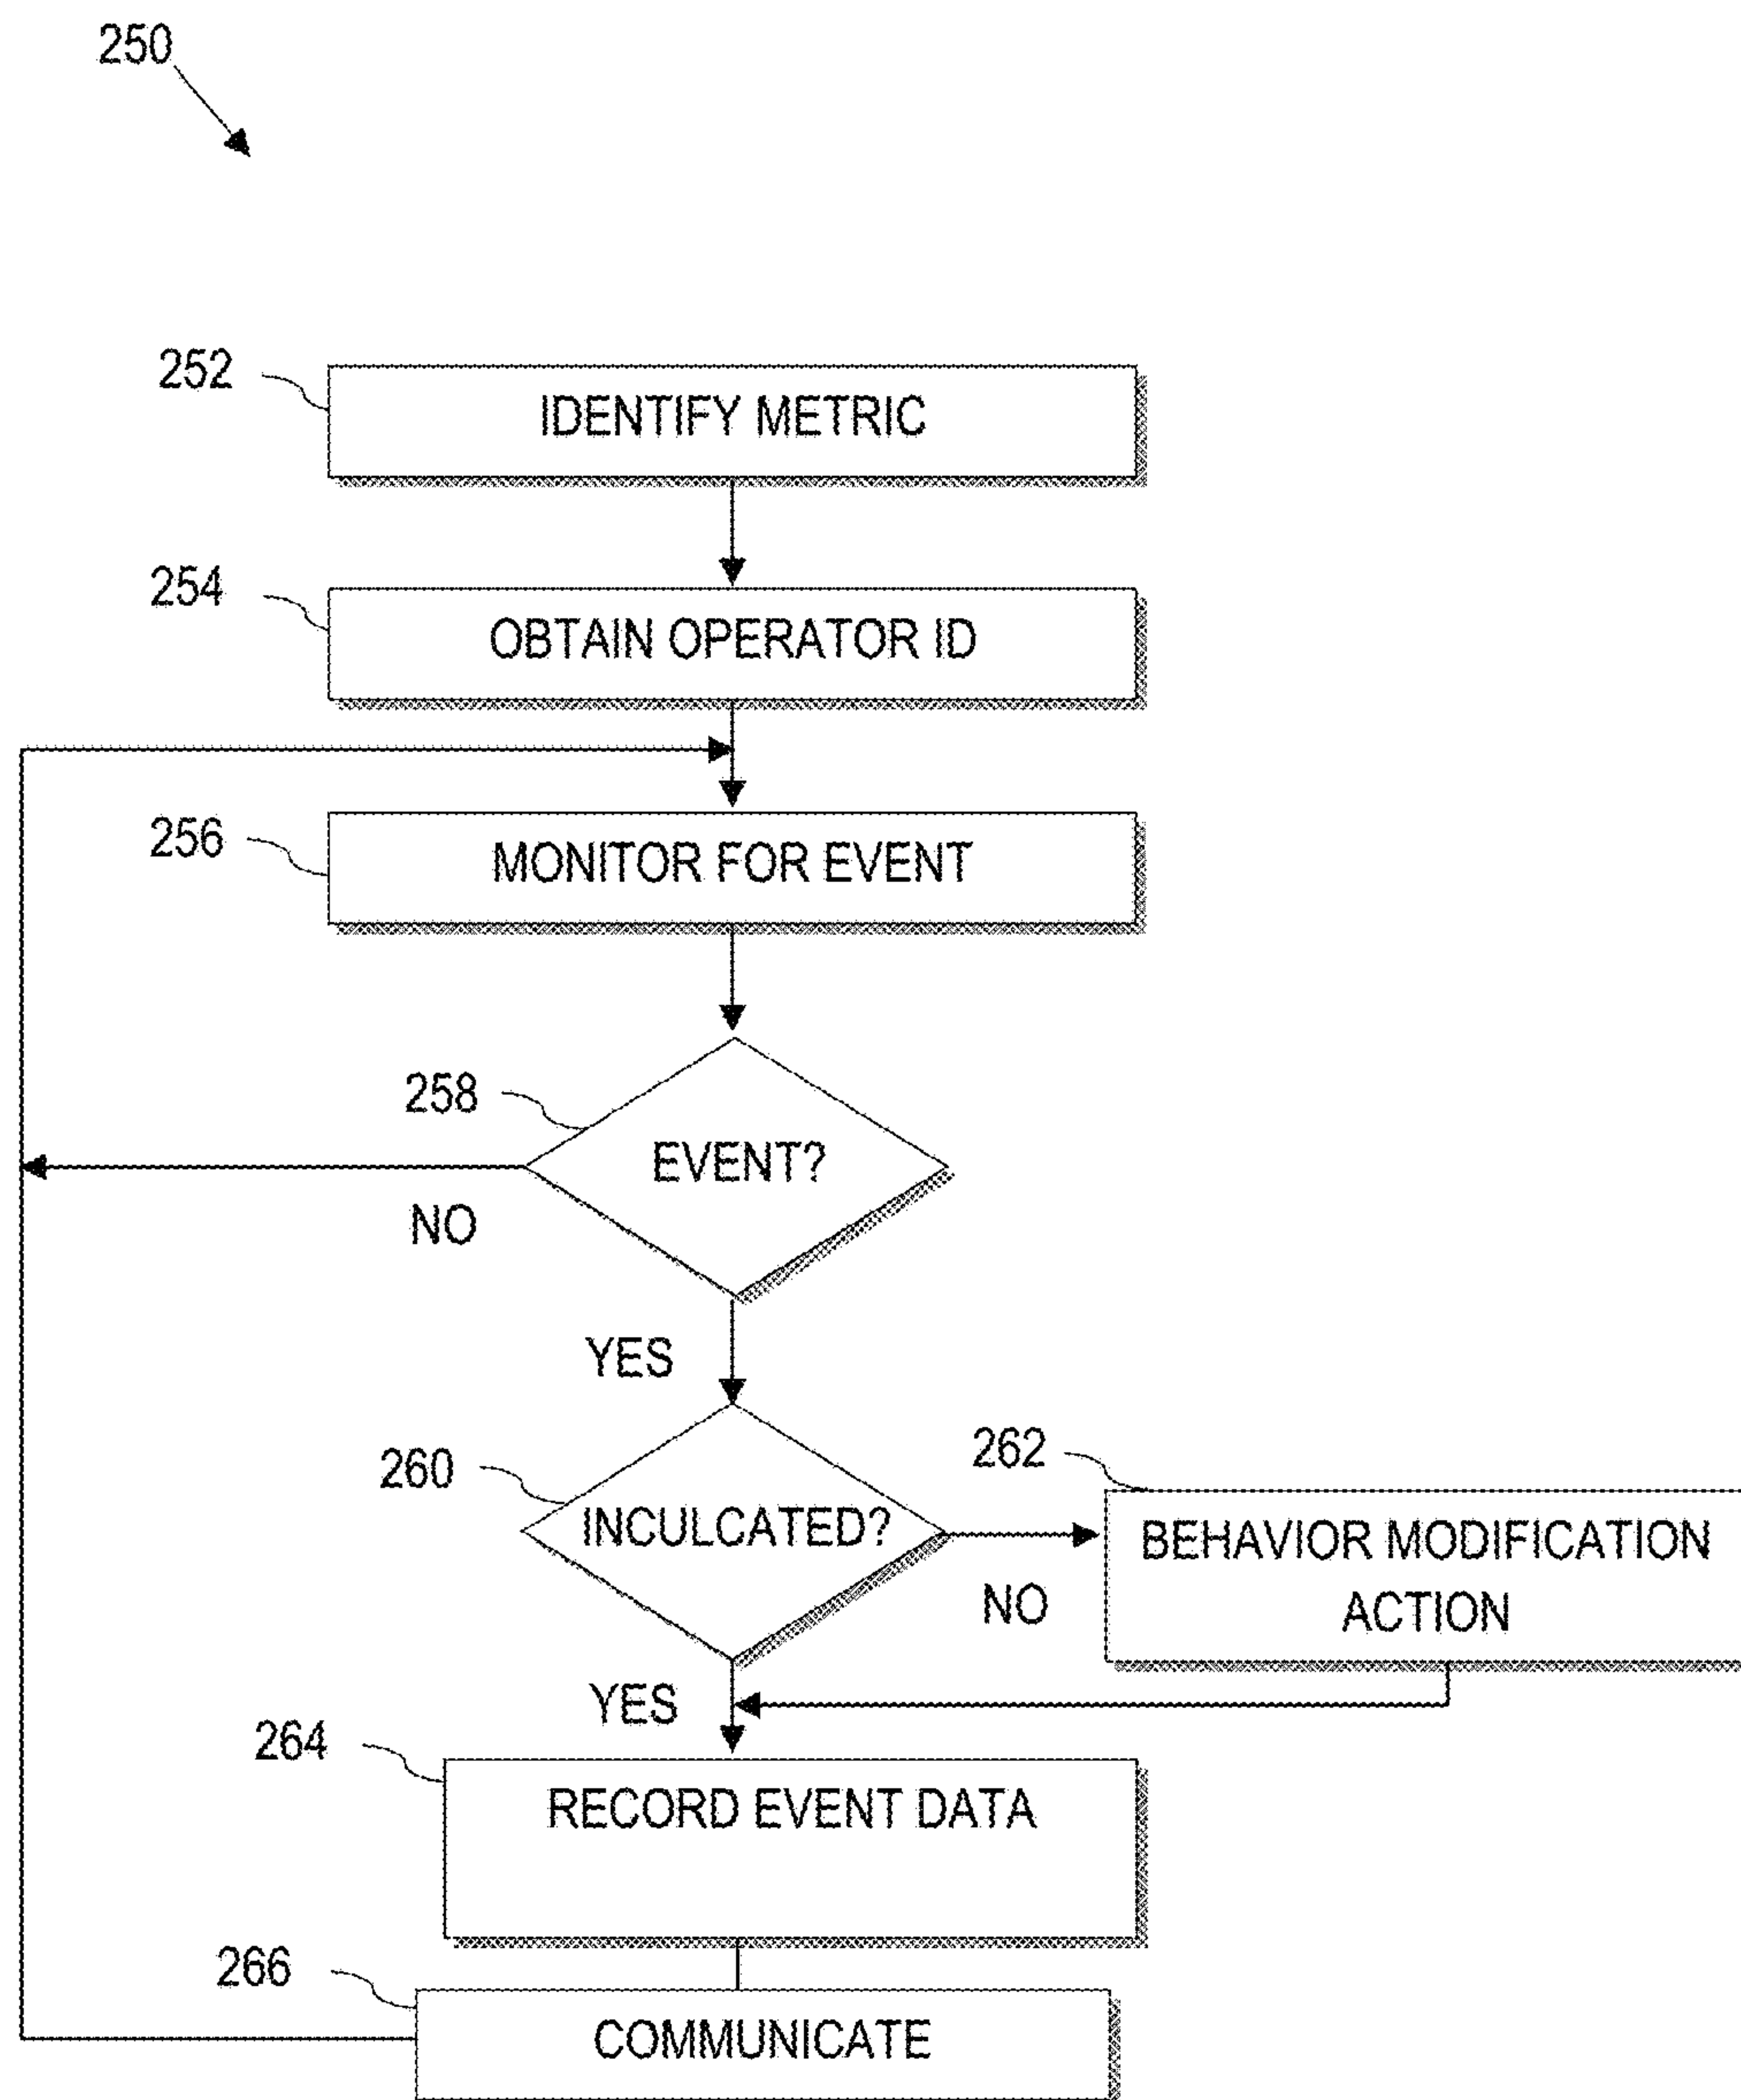 250
252
IDENTIFY METRIC
254
OBTAIN OPERATOR ID
256
MONITOR FOR EVENT
258
EVENT?
NO
YES
260
INCULCATED?
262
BEHAVIOR MODIFICATION
ACTION
NO
YES
264
RECORD EVENT DATA
266
COMMUNICATE